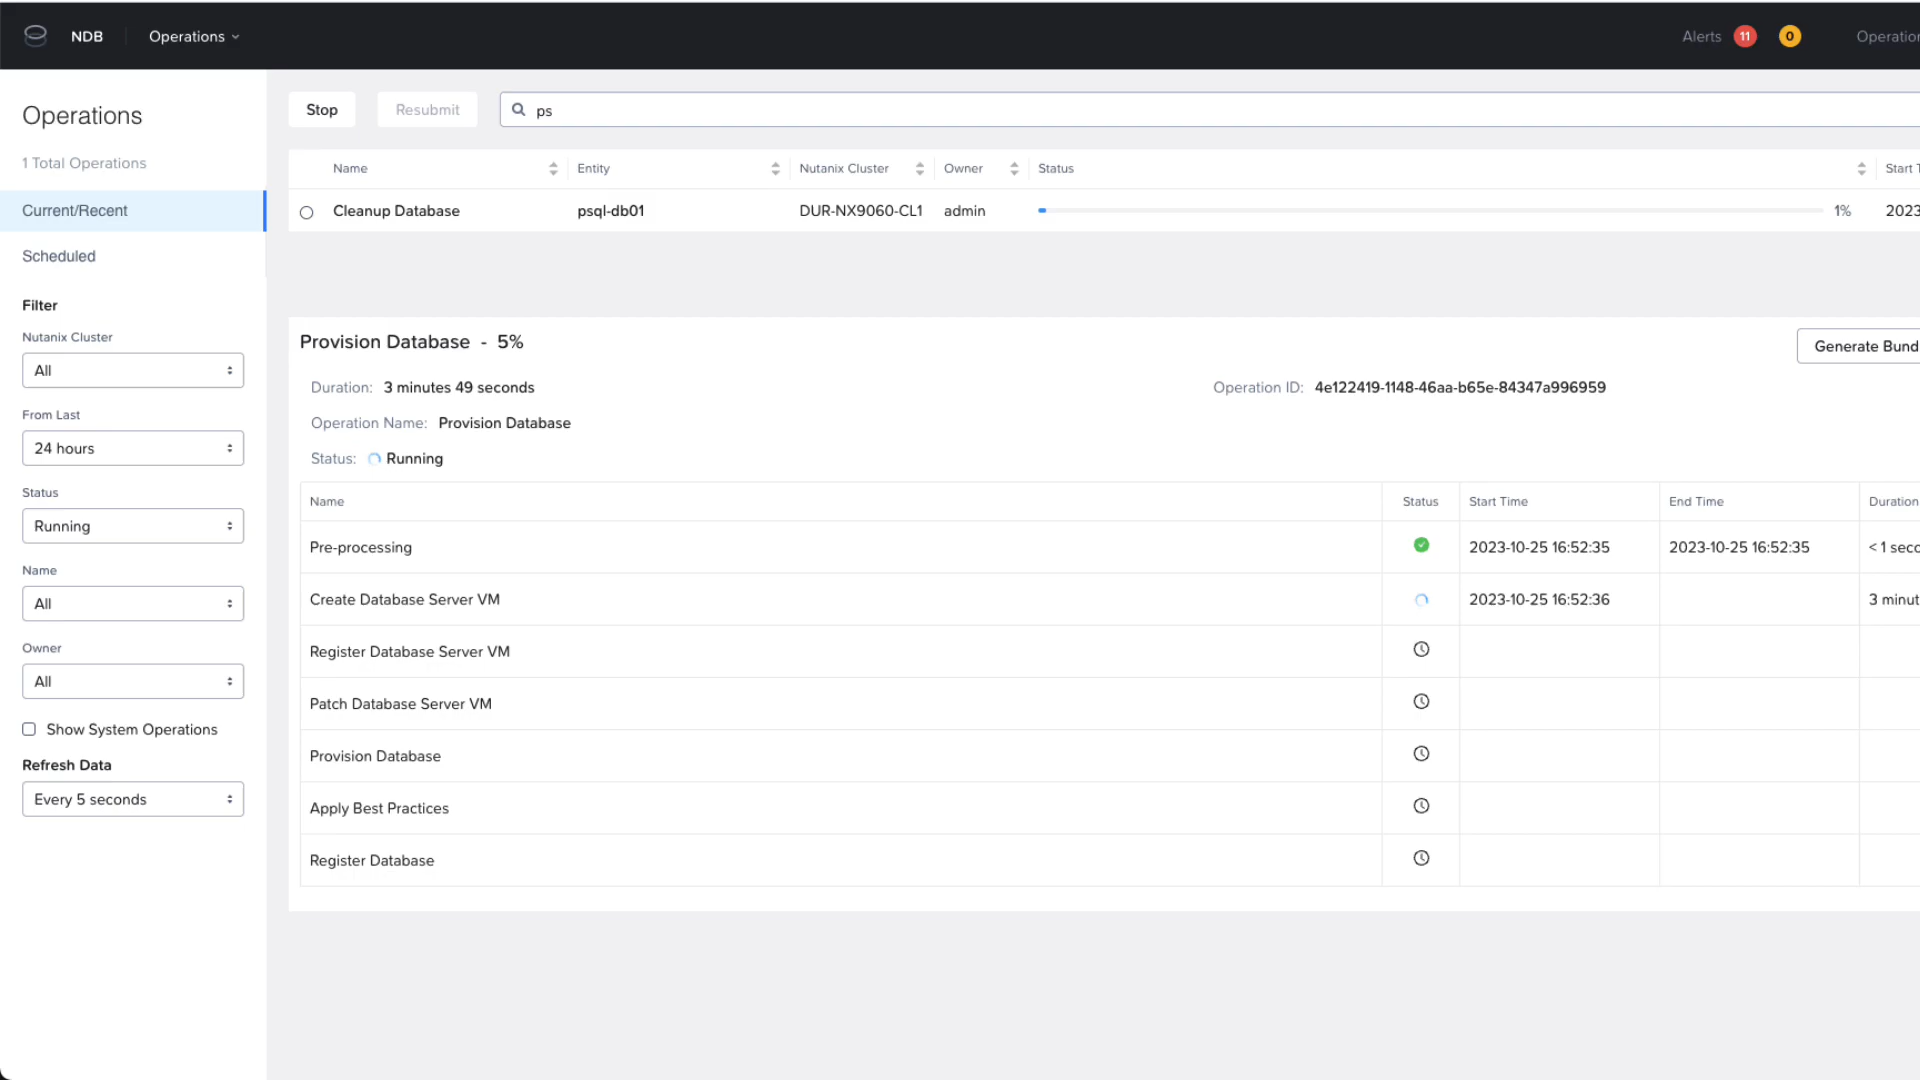 NDB Operations Alerts 11 0 Operation
Operations
1 Total Operations
Current/Recent
Scheduled
Filter
Nutanix Cluster
All
From Last
24 hours
Status
Running
Name
All
Owner
All
Show System Operations
Refresh Data
Every 5 seconds
Stop Resubmit ps
Name Entity Nutanix Cluster Owner Status Start T
Cleanup Database psql-db01 DUR-NX9060-CL1 admin 1% 2023
Provision Database - 5% Generate Bund
Duration: 3 minutes 49 seconds Operation ID: 4e122419-1148-46aa-b65e-84347a996959
Operation Name: Provision Database
Status: Running
Name Status Start Time End Time Duration
Pre-processing 2023-10-25 16:52:35 2023-10-25 16:52:35 < 1 seco
Create Database Server VM 2023-10-25 16:52:36 3 minut
Register Database Server VM
Patch Database Server VM
Provision Database
Apply Best Practices
Register Database